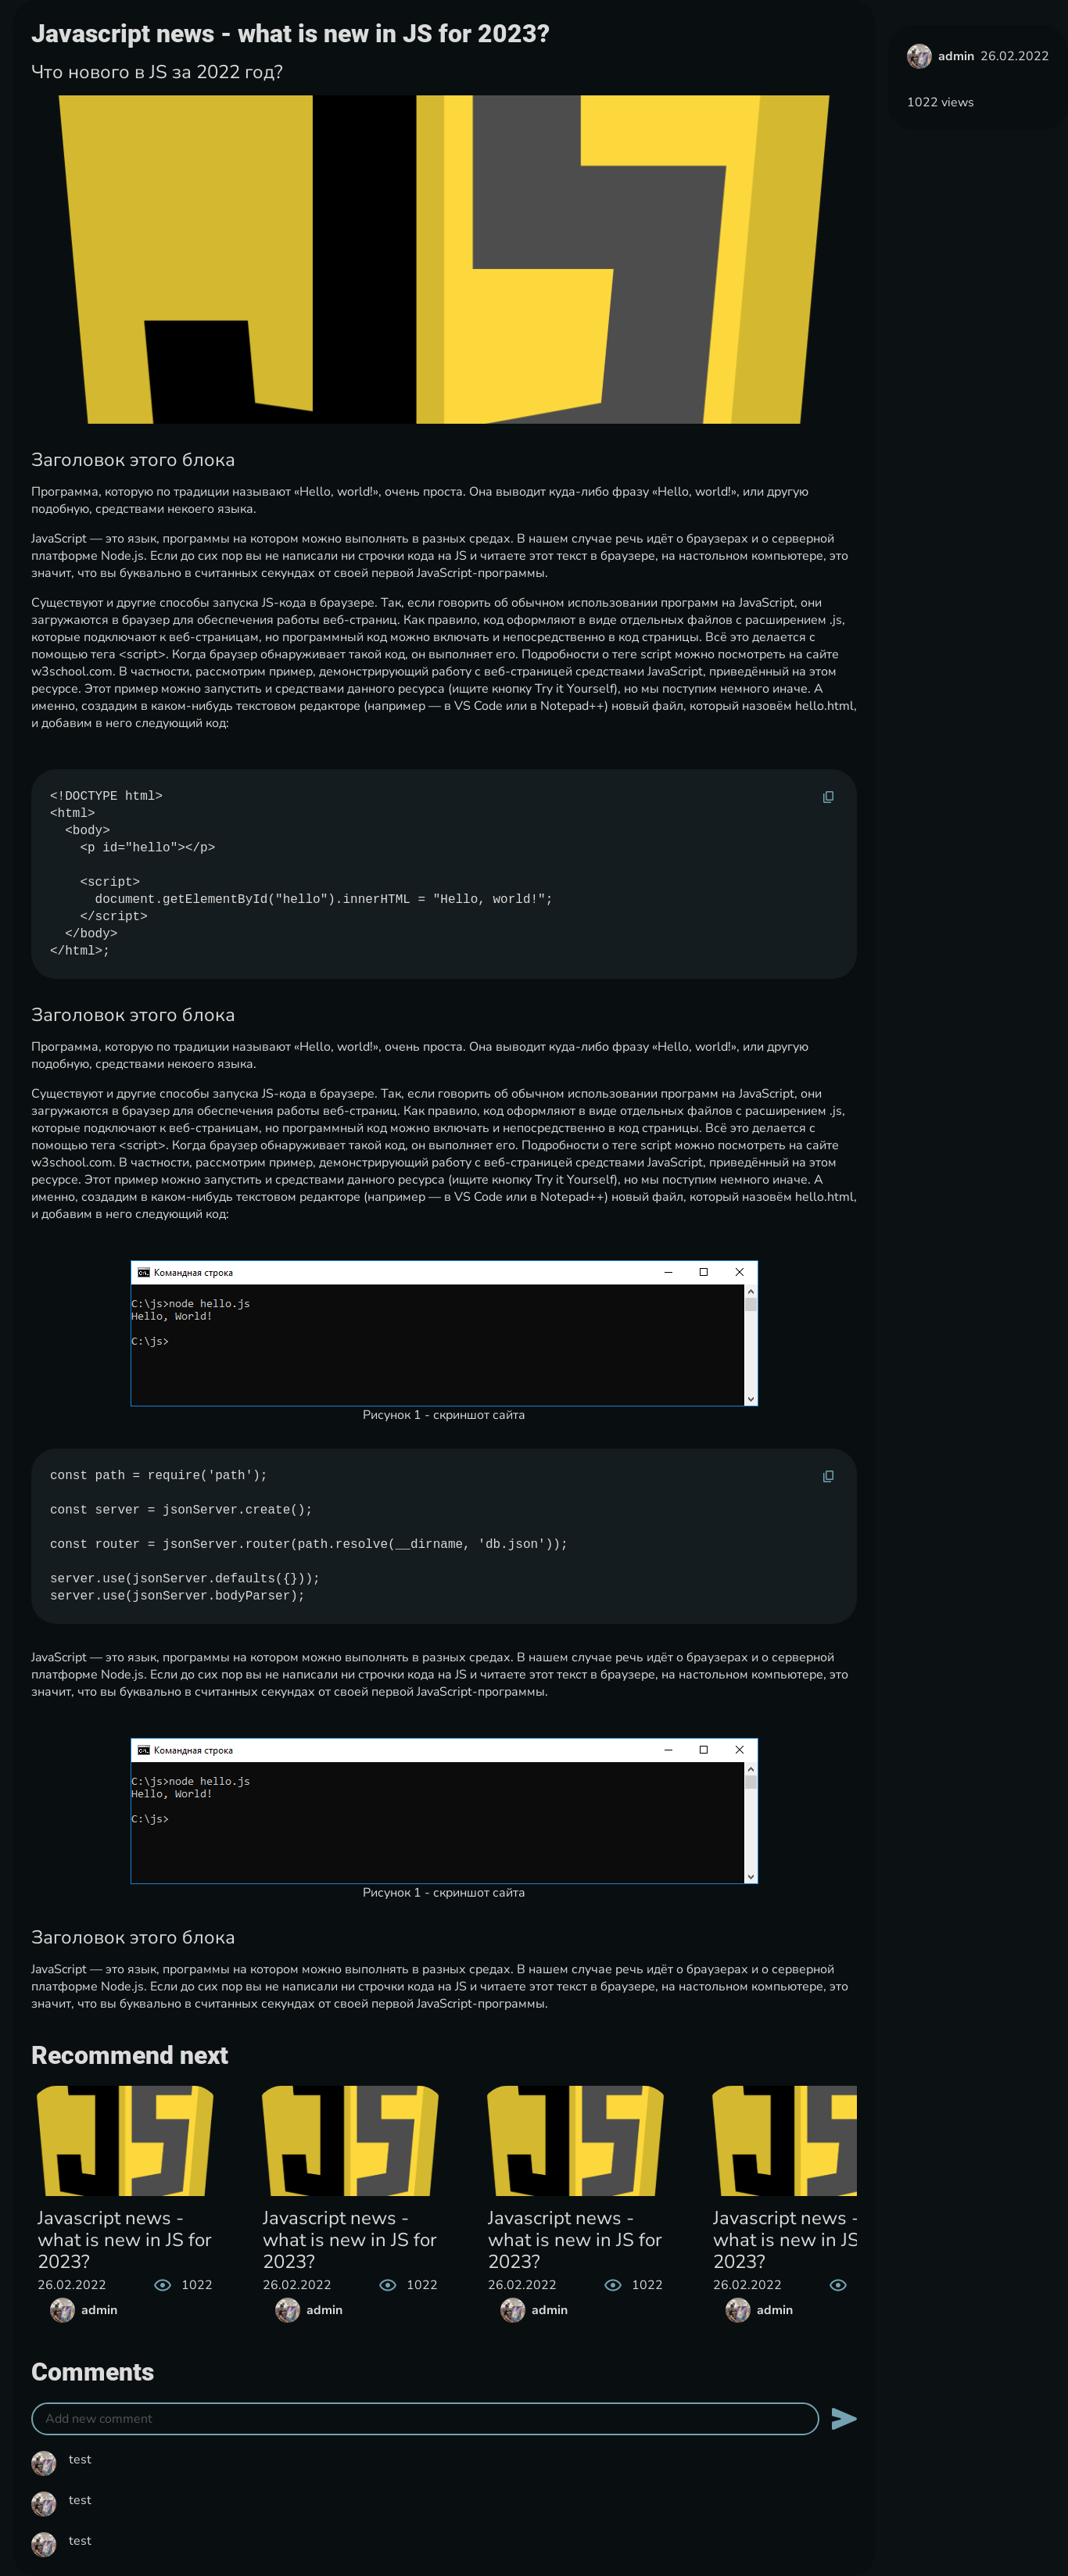 Javascript news - what is new in JS for 2023?
Что нового в JS за 2022 год?
admin 26.02.2022
1022 views
JS
Заголовок этого блока
Программа, которую по традиции называют «Hello, world!», очень проста. Она выводит куда-либо фразу «Hello, world!», или другую
подобную, средствами некоего языка.
JavaScript — это язык, программы на котором можно выполнять в разных средах. В нашем случае речь идёт о браузерах и о серверной
платформе Node.js. Если до сих пор вы не написали ни строчки кода на JS и читаете этот текст в браузере, на настольном компьютере, это
значит, что вы буквально в считанных секундах от своей первой JavaScript-программы.
Существуют и другие способы запуска JS-кода в браузере. Так, если говорить об обычном использовании программ на JavaScript, они
загружаются в браузер для обеспечения работы веб-страниц. Как правило, код оформляют в виде отдельных файлов с расширением .js,
которые подключают к веб-страницам, но программный код можно включать и непосредственно в код страницы. Всё это делается с
помощью тега <script>. Когда браузер обнаруживает такой код, он выполняет его. Подробности о теге script можно посмотреть на сайте
w3school.com. В частности, рассмотрим пример, демонстрирующий работу с веб-страницей средствами JavaScript, приведённый на этом
ресурсе. Этот пример можно запустить и средствами данного ресурса (ищите кнопку Try it Yourself), но мы поступим немного иначе. А
именно, создадим в каком-нибудь текстовом редакторе (например — в VS Code или в Notepad++) новый файл, который назовём hello.html,
и добавим в него следующий код:
<!DOCTYPE html>
<html>
  <body>
    <p id="hello"></p>

    <script>
      document.getElementById("hello").innerHTML = "Hello, world!";
    </script>
  </body>
</html>;
Заголовок этого блока
Программа, которую по традиции называют «Hello, world!», очень проста. Она выводит куда-либо фразу «Hello, world!», или другую
подобную, средствами некоего языка.
Существуют и другие способы запуска JS-кода в браузере. Так, если говорить об обычном использовании программ на JavaScript, они
загружаются в браузер для обеспечения работы веб-страниц. Как правило, код оформляют в виде отдельных файлов с расширением .js,
которые подключают к веб-страницам, но программный код можно включать и непосредственно в код страницы. Всё это делается с
помощью тега <script>. Когда браузер обнаруживает такой код, он выполняет его. Подробности о теге script можно посмотреть на сайте
w3school.com. В частности, рассмотрим пример, демонстрирующий работу с веб-страницей средствами JavaScript, приведённый на этом
ресурсе. Этот пример можно запустить и средствами данного ресурса (ищите кнопку Try it Yourself), но мы поступим немного иначе. А
именно, создадим в каком-нибудь текстовом редакторе (например — в VS Code или в Notepad++) новый файл, который назовём hello.html,
и добавим в него следующий код:
Командная строка
C:\js>node hello.js
Hello, World!
C:\js>
Рисунок 1 - скриншот сайта
const path = require('path');

const server = jsonServer.create();

const router = jsonServer.router(path.resolve(__dirname, 'db.json'));

server.use(jsonServer.defaults({}));
server.use(jsonServer.bodyParser);
JavaScript — это язык, программы на котором можно выполнять в разных средах. В нашем случае речь идёт о браузерах и о серверной
платформе Node.js. Если до сих пор вы не написали ни строчки кода на JS и читаете этот текст в браузере, на настольном компьютере, это
значит, что вы буквально в считанных секундах от своей первой JavaScript-программы.
Командная строка
C:\js>node hello.js
Hello, World!
C:\js>
Рисунок 1 - скриншот сайта
Заголовок этого блока
JavaScript — это язык, программы на котором можно выполнять в разных средах. В нашем случае речь идёт о браузерах и о серверной
платформе Node.js. Если до сих пор вы не написали ни строчки кода на JS и читаете этот текст в браузере, на настольном компьютере, это
значит, что вы буквально в считанных секундах от своей первой JavaScript-программы.
Recommend next
JS
Javascript news -
what is new in JS for
2023?
26.02.2022 1022
admin
JS
Javascript news -
what is new in JS for
2023?
26.02.2022 1022
admin
JS
Javascript news -
what is new in JS for
2023?
26.02.2022 1022
admin
JS
Javascript news -
what is new in JS
2023?
26.02.2022
admin
Comments
Add new comment
test
test
test